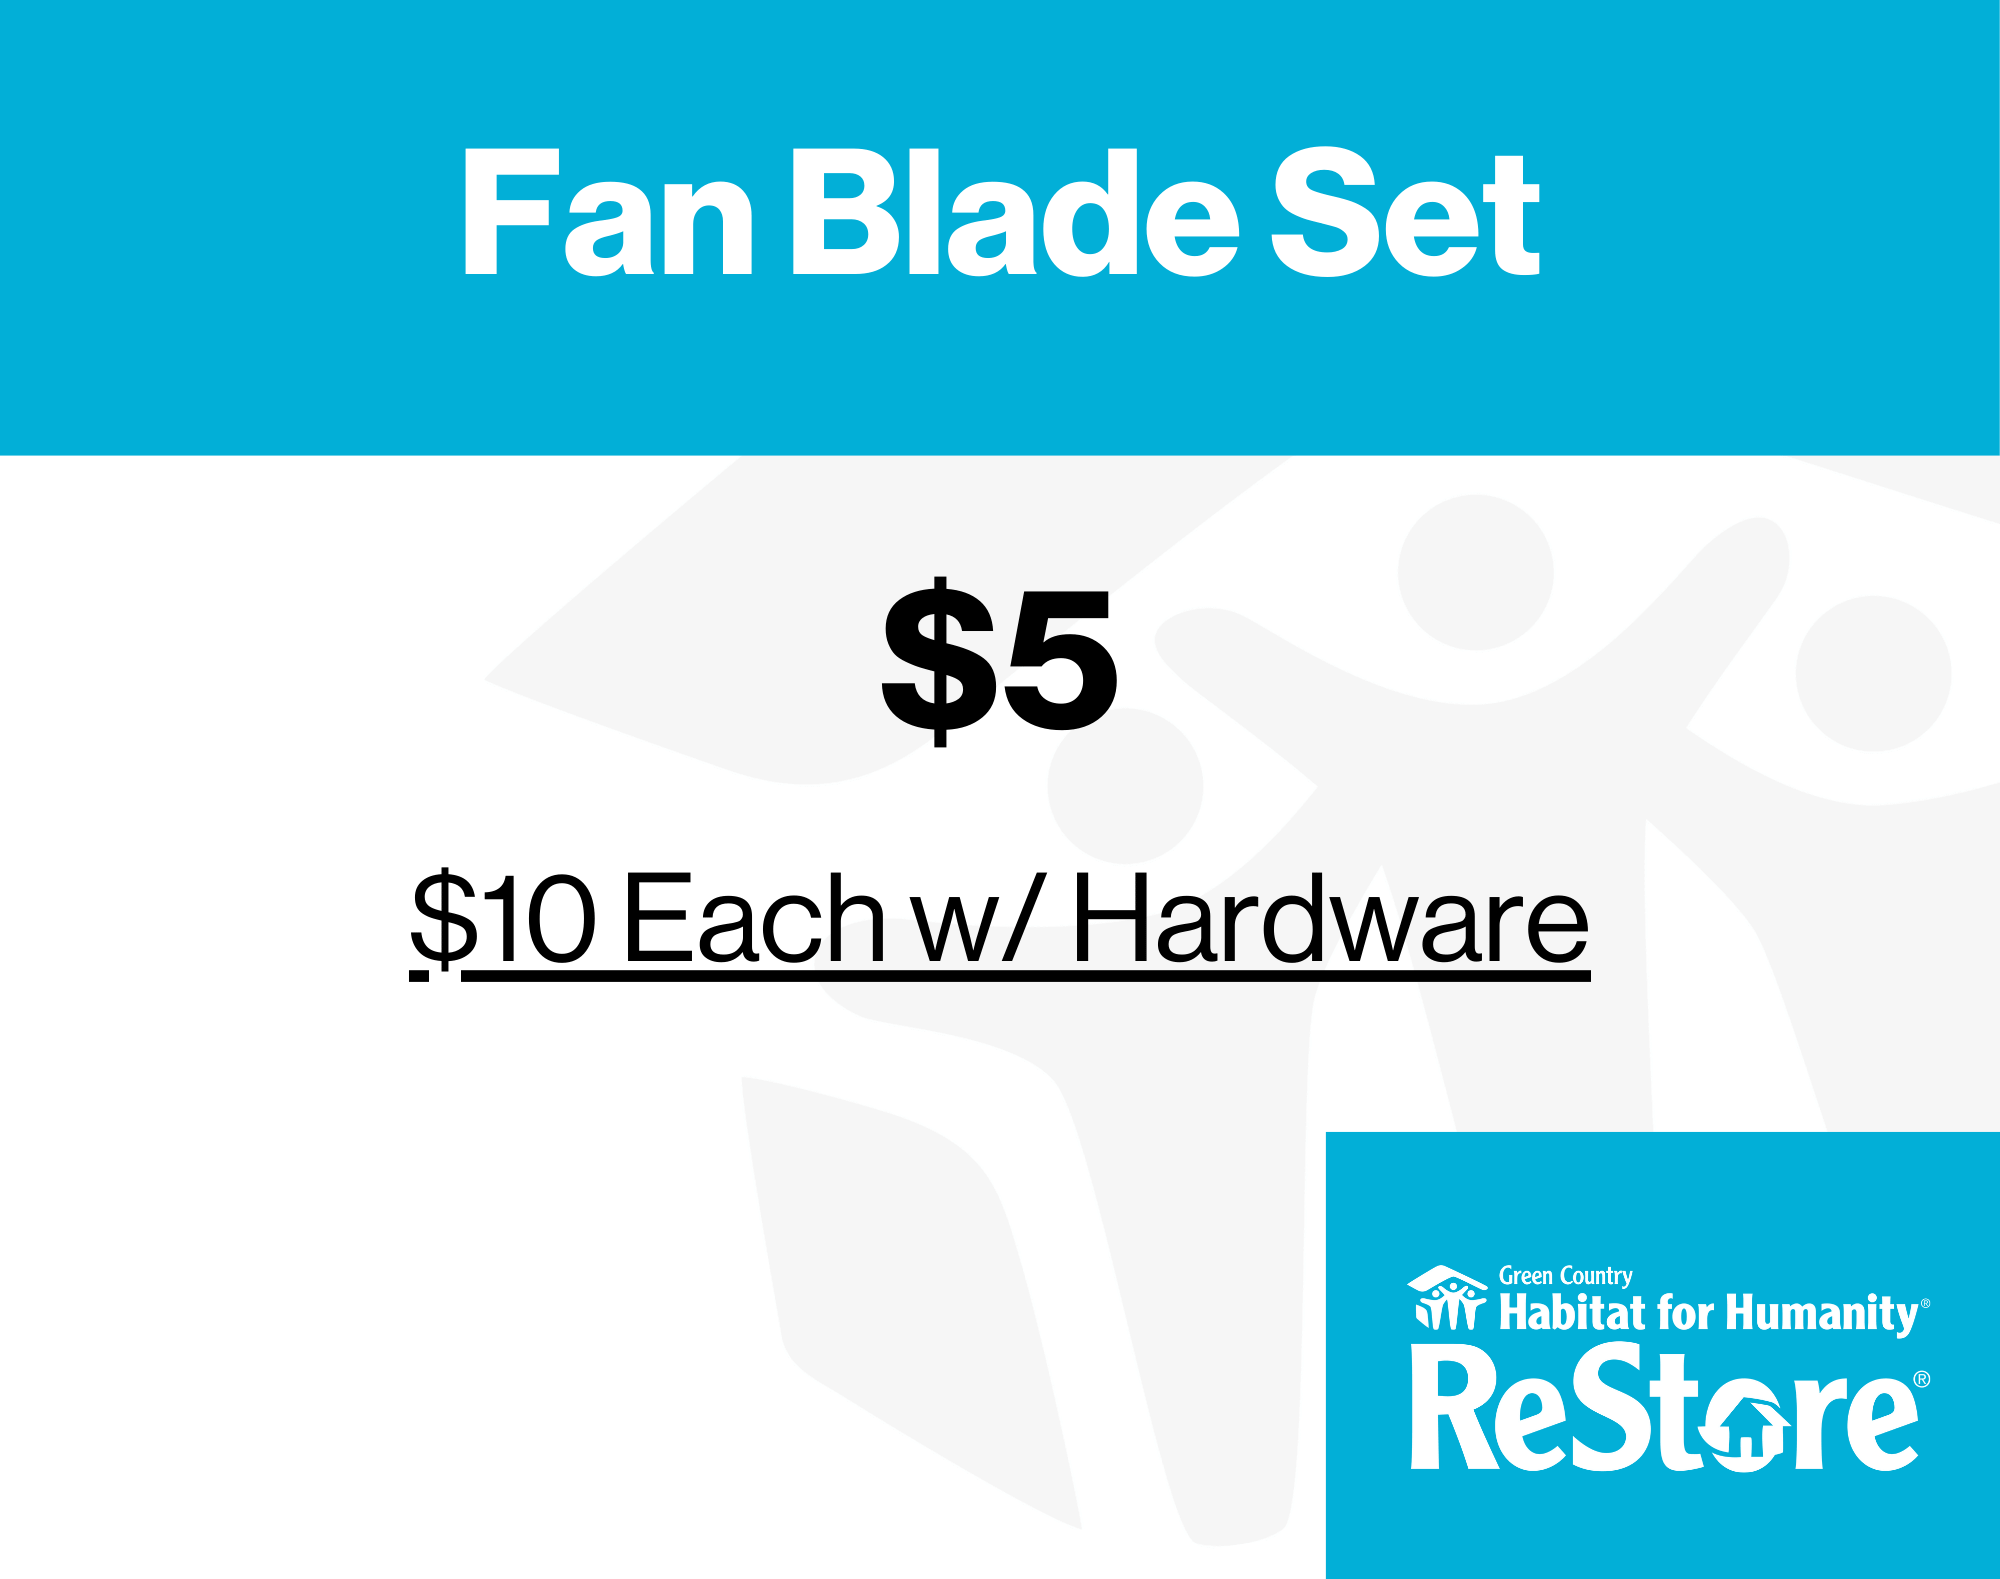 Fan Blade Set
$5
$10 Each w/ Hardware
Green Country
Habitat for Humanity®
ReStore®